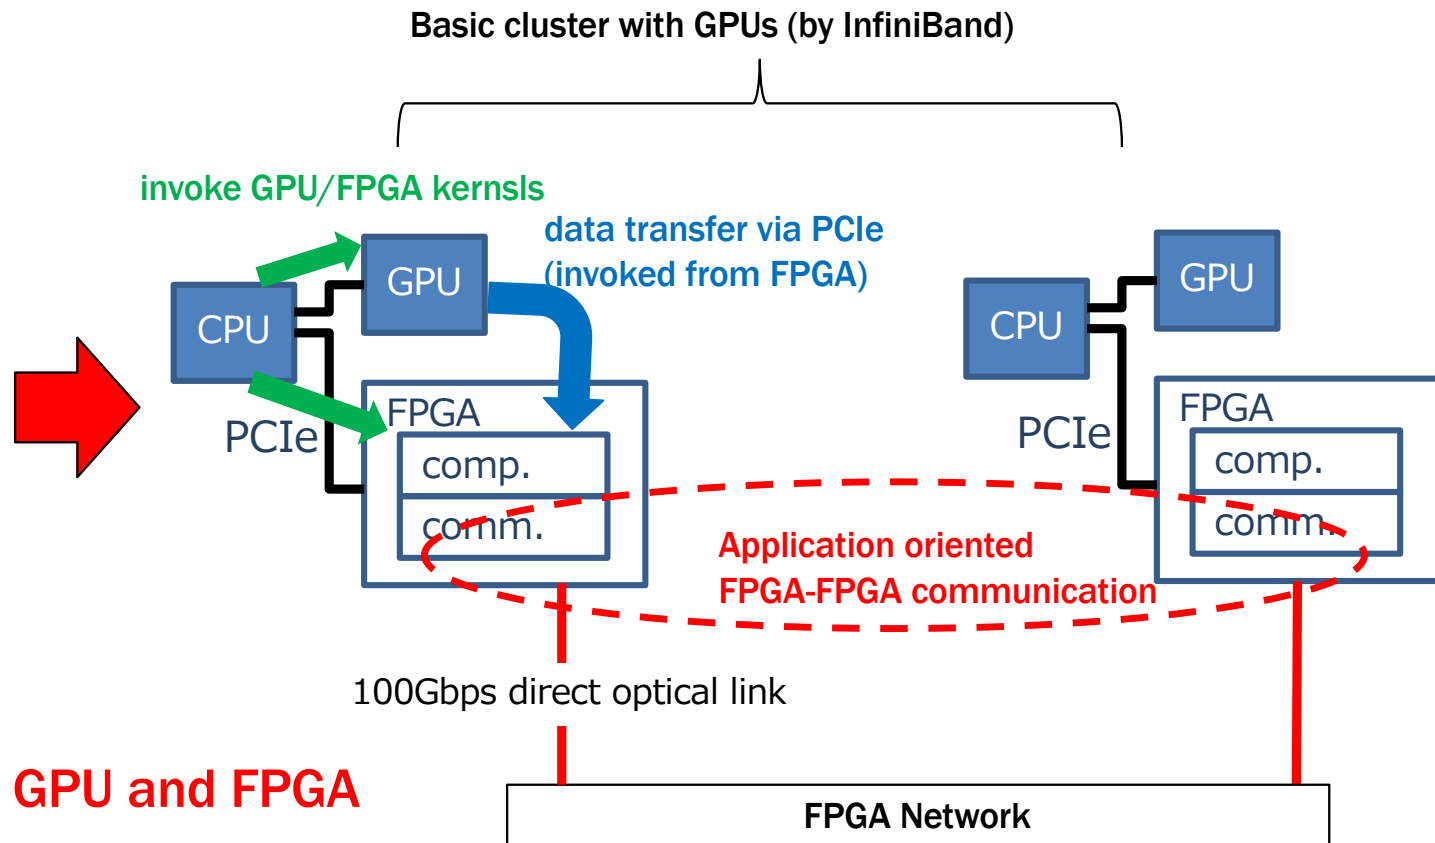 Basic cluster with GPUs (by InfiniBand)
invoke GPU/FPGA kernsls
data transfer via PCIe
(invoked from FPGA)
GPU
CPU
PCIe
FPGA
comp.
comm.
GPU
CPU
PCIe
FPGA
comp.
comm.
Application oriented
FPGA-FPGA communication
100Gbps direct optical link
GPU and FPGA
FPGA Network